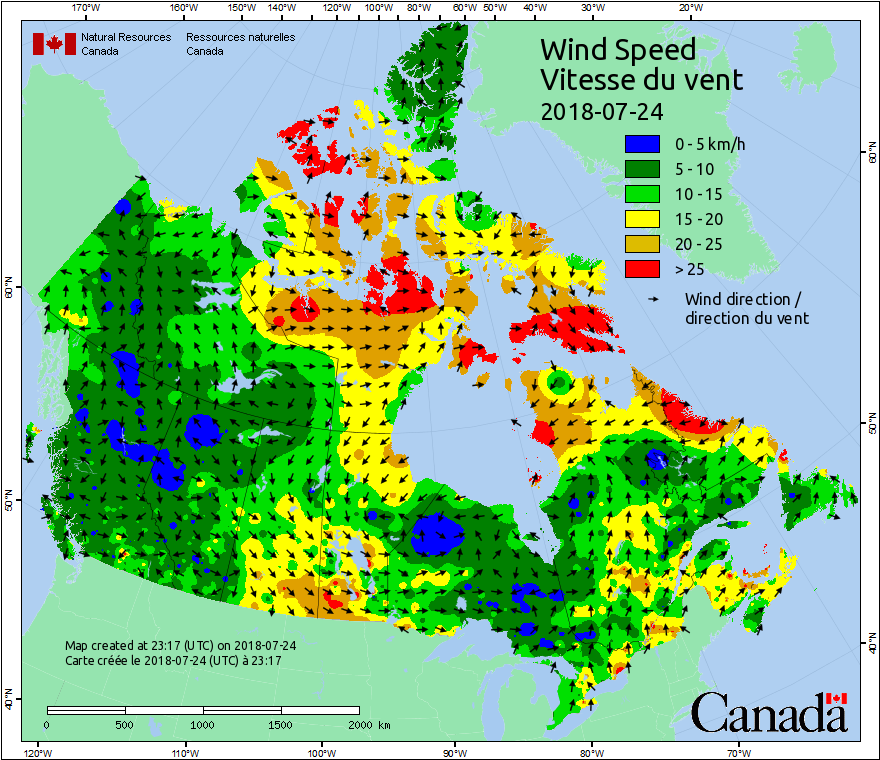 170°W 160°W 150°W 140°W 120°W 100°W 80°W 60°W 50°W 40°W 30°W 20°W
Natural Resources Ressources naturelles
Canada Canada
Wind Speed
Vitesse du vent
2018-07-24
0 - 5 km/h
5 - 10
10 - 15
15 - 20
20 - 25
> 25
Wind direction /
direction du vent
60°N
60°N
50°N
50°N
40°N
40°N
Map created at 23:17 (UTC) on 2018-07-24
Carte créée le 2018-07-24 (UTC) à 23:17
0 500 1000 1500 2000 km
Canada
120°W 110°W 100°W 90°W 80°W 70°W